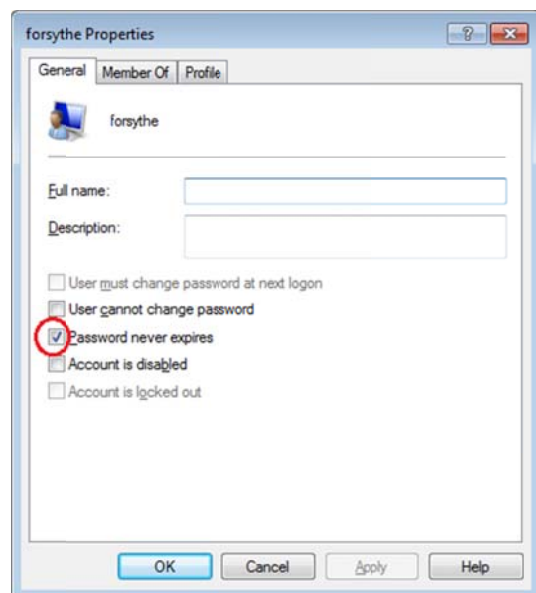 forsythe Properties
General Member Of Profile
forsythe
Full name:
Description:
User must change password at next logon
User cannot change password
Password never expires
Account is disabled
Account is locked out
OK Cancel Apply Help